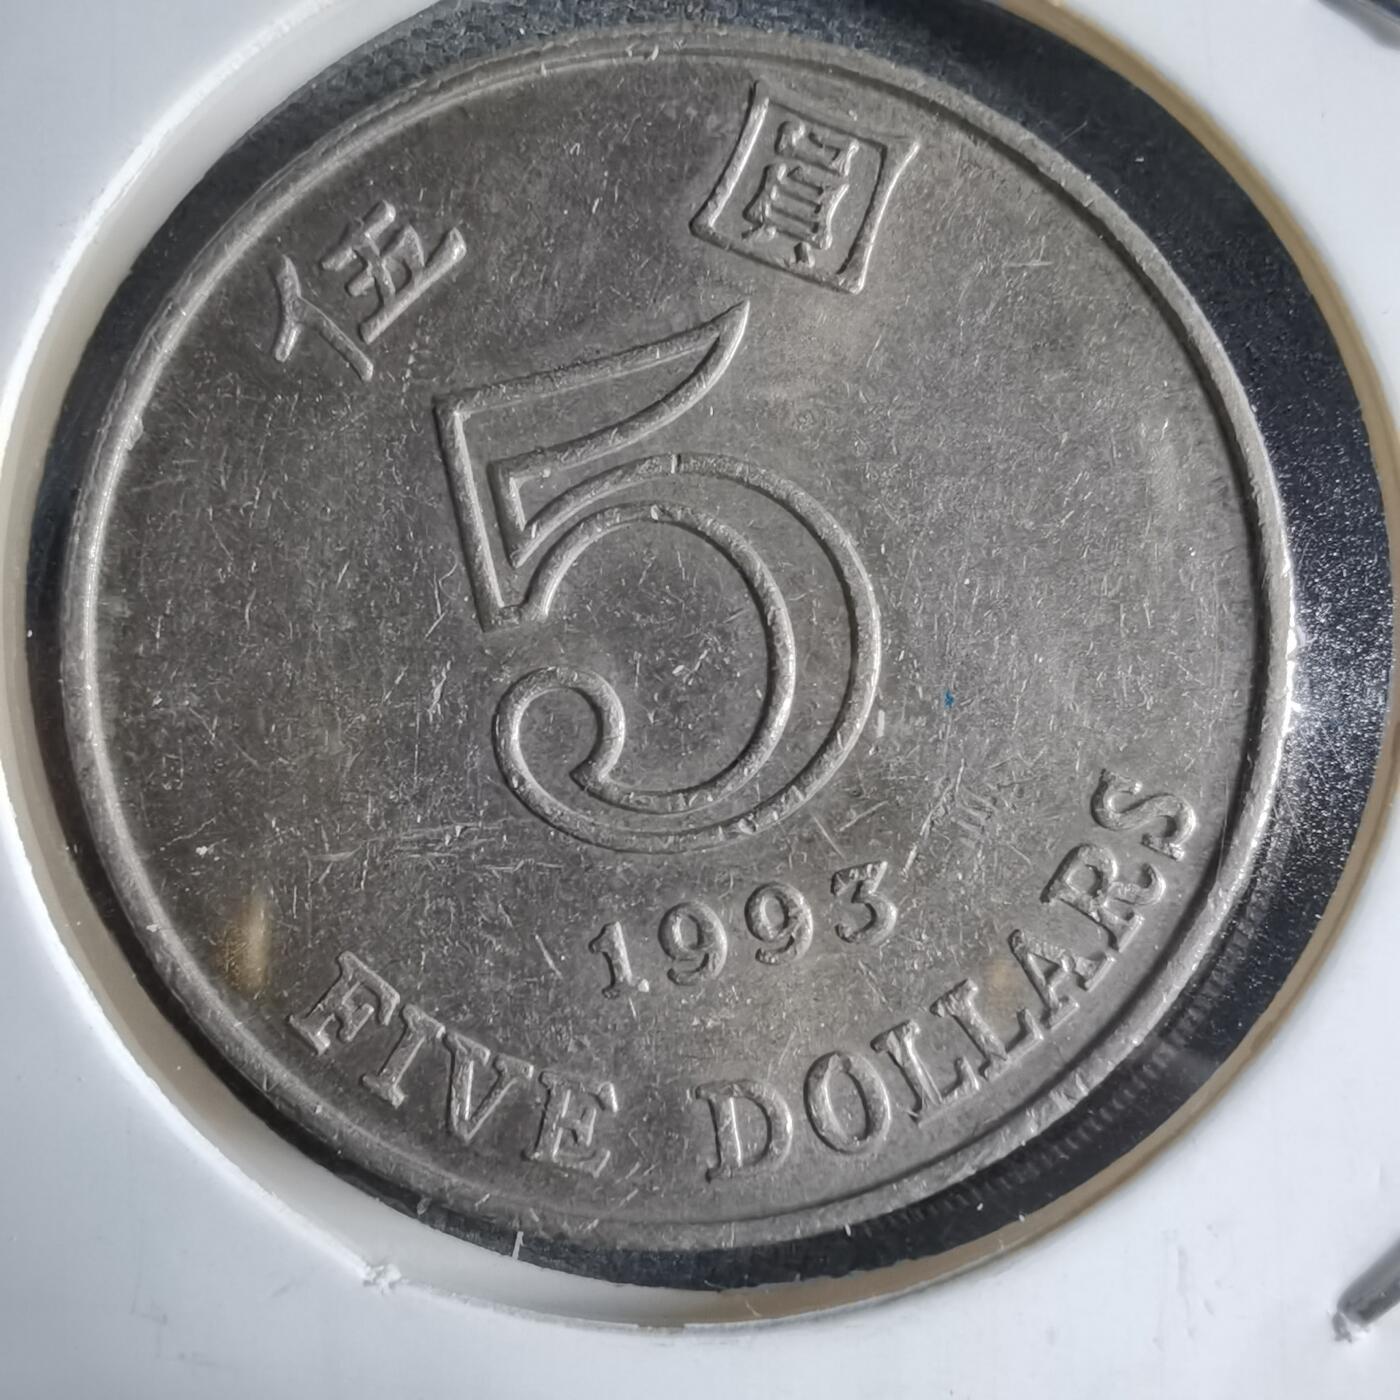 伍 圓
5
1993
FIVE DOLLARS